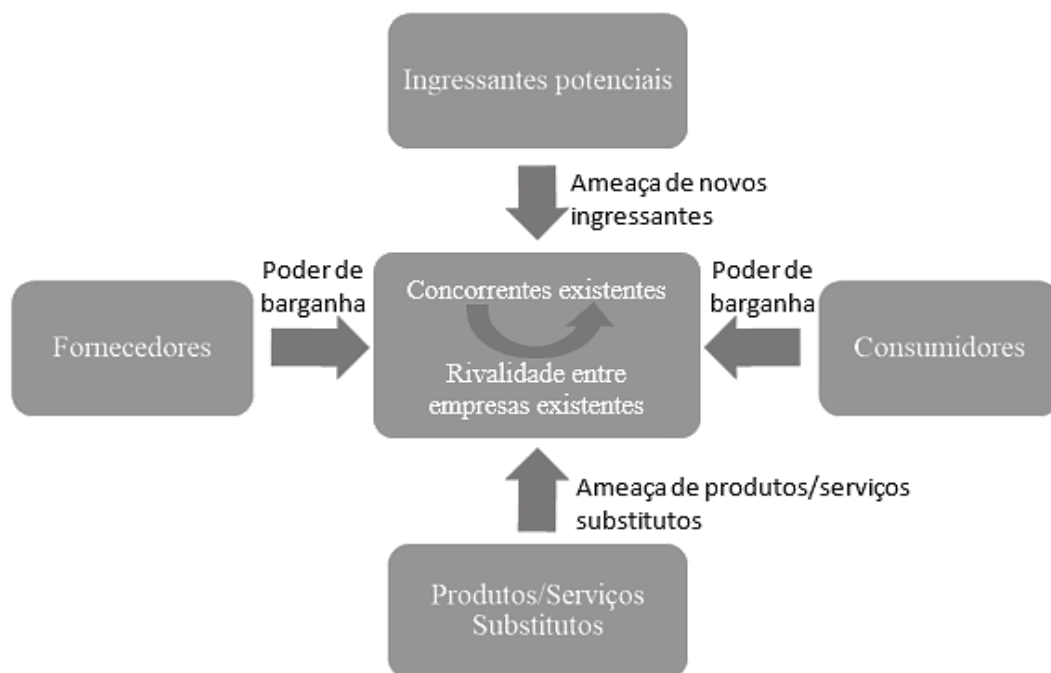 Ingressantes potenciais
Ameaça de novos
ingressantes
Fornecedores
Poder de
barganha
Concorrentes existentes
Rivalidade entre
empresas existentes
Poder de
barganha
Consumidores
Ameaça de produtos/serviços
substitutos
Produtos/Serviços
Substitutos